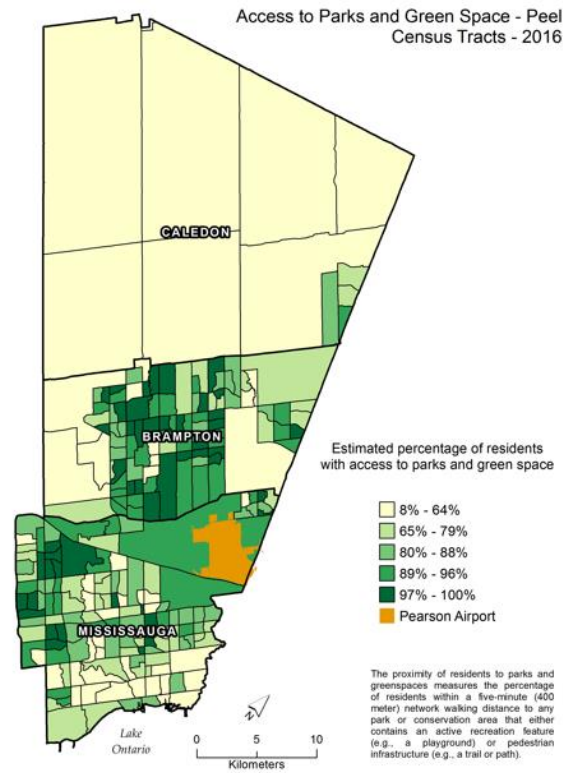 Access to Parks and Green Space - Peel
Census Tracts - 2016
CALEDON
BRAMPTON
Estimated percentage of residents
with access to parks and green space
8% - 64%
65% - 79%
80% - 88%
89% - 96%
97% - 100%
Pearson Airport
MISSISSAUGA
The proximity of residents to parks and
greenspaces measures the percentage
of residents within a five-minute (400
meter) network walking distance to any
park or conservation area that either
contains an active recreation feature
(e.g., a playground) or pedestrian
infrastructure (e.g., a trail or path).
Lake
Ontario
N
0 5 10
Kilometers